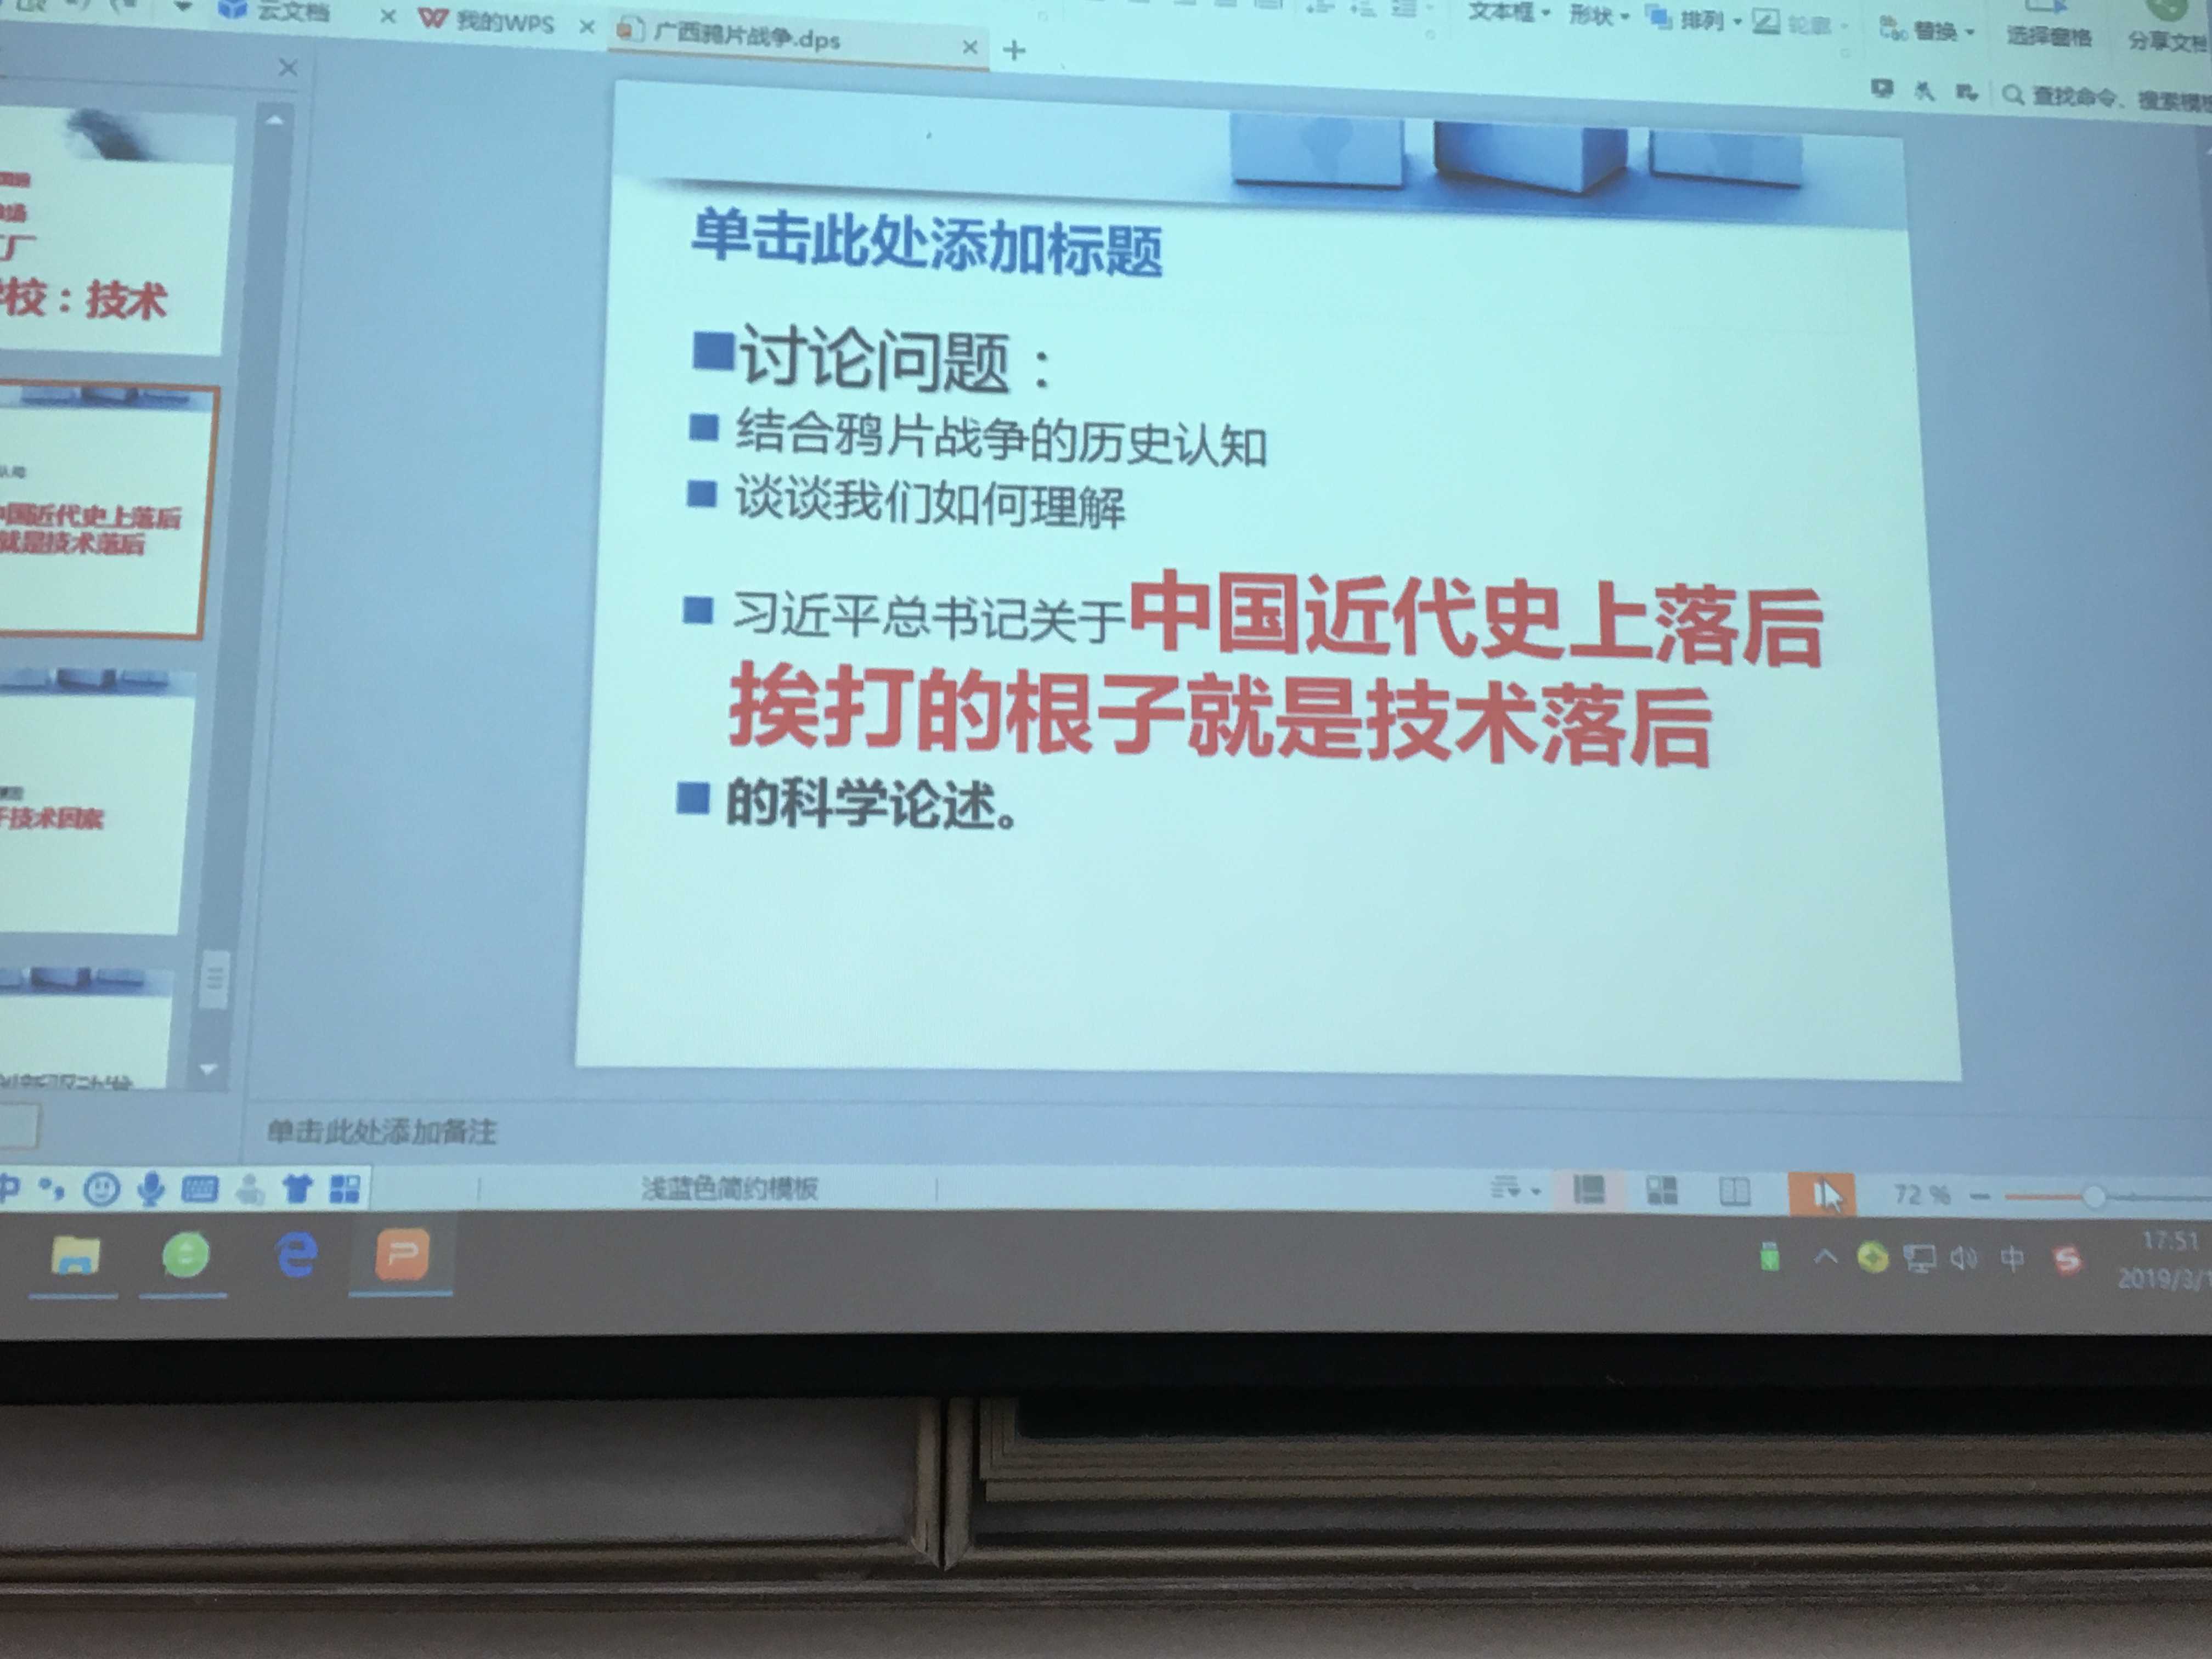 云文档
我的WPS
广西鸦片战争.dps
文本框
形状
排列
轮廓
替换
选择窗格
分享文档
查找命令、搜索模板
厂
校：技术
国近代史上落后
就是技术落后
技术因素
单击此处添加标题
讨论问题：
结合鸦片战争的历史认知
谈谈我们如何理解
习近平总书记关于中国近代史上落后
挨打的根子就是技术落后
的科学论述。
单击此处添加备注
中
浅蓝色简约模板
72 %
中
17:51
2019/3/1